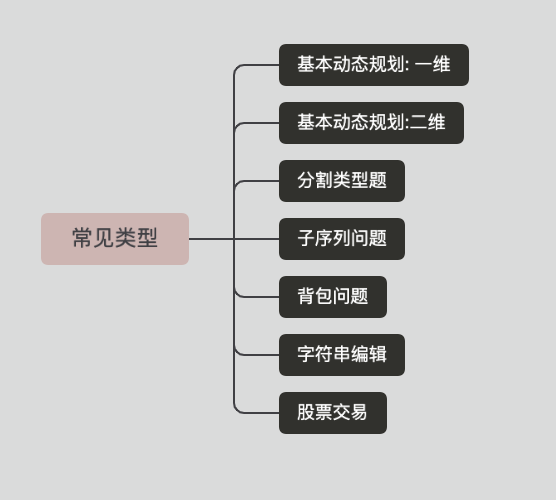 基本动态规划: 一维
基本动态规划:二维
分割类型题
常见类型
子序列问题
背包问题
字符串编辑
股票交易